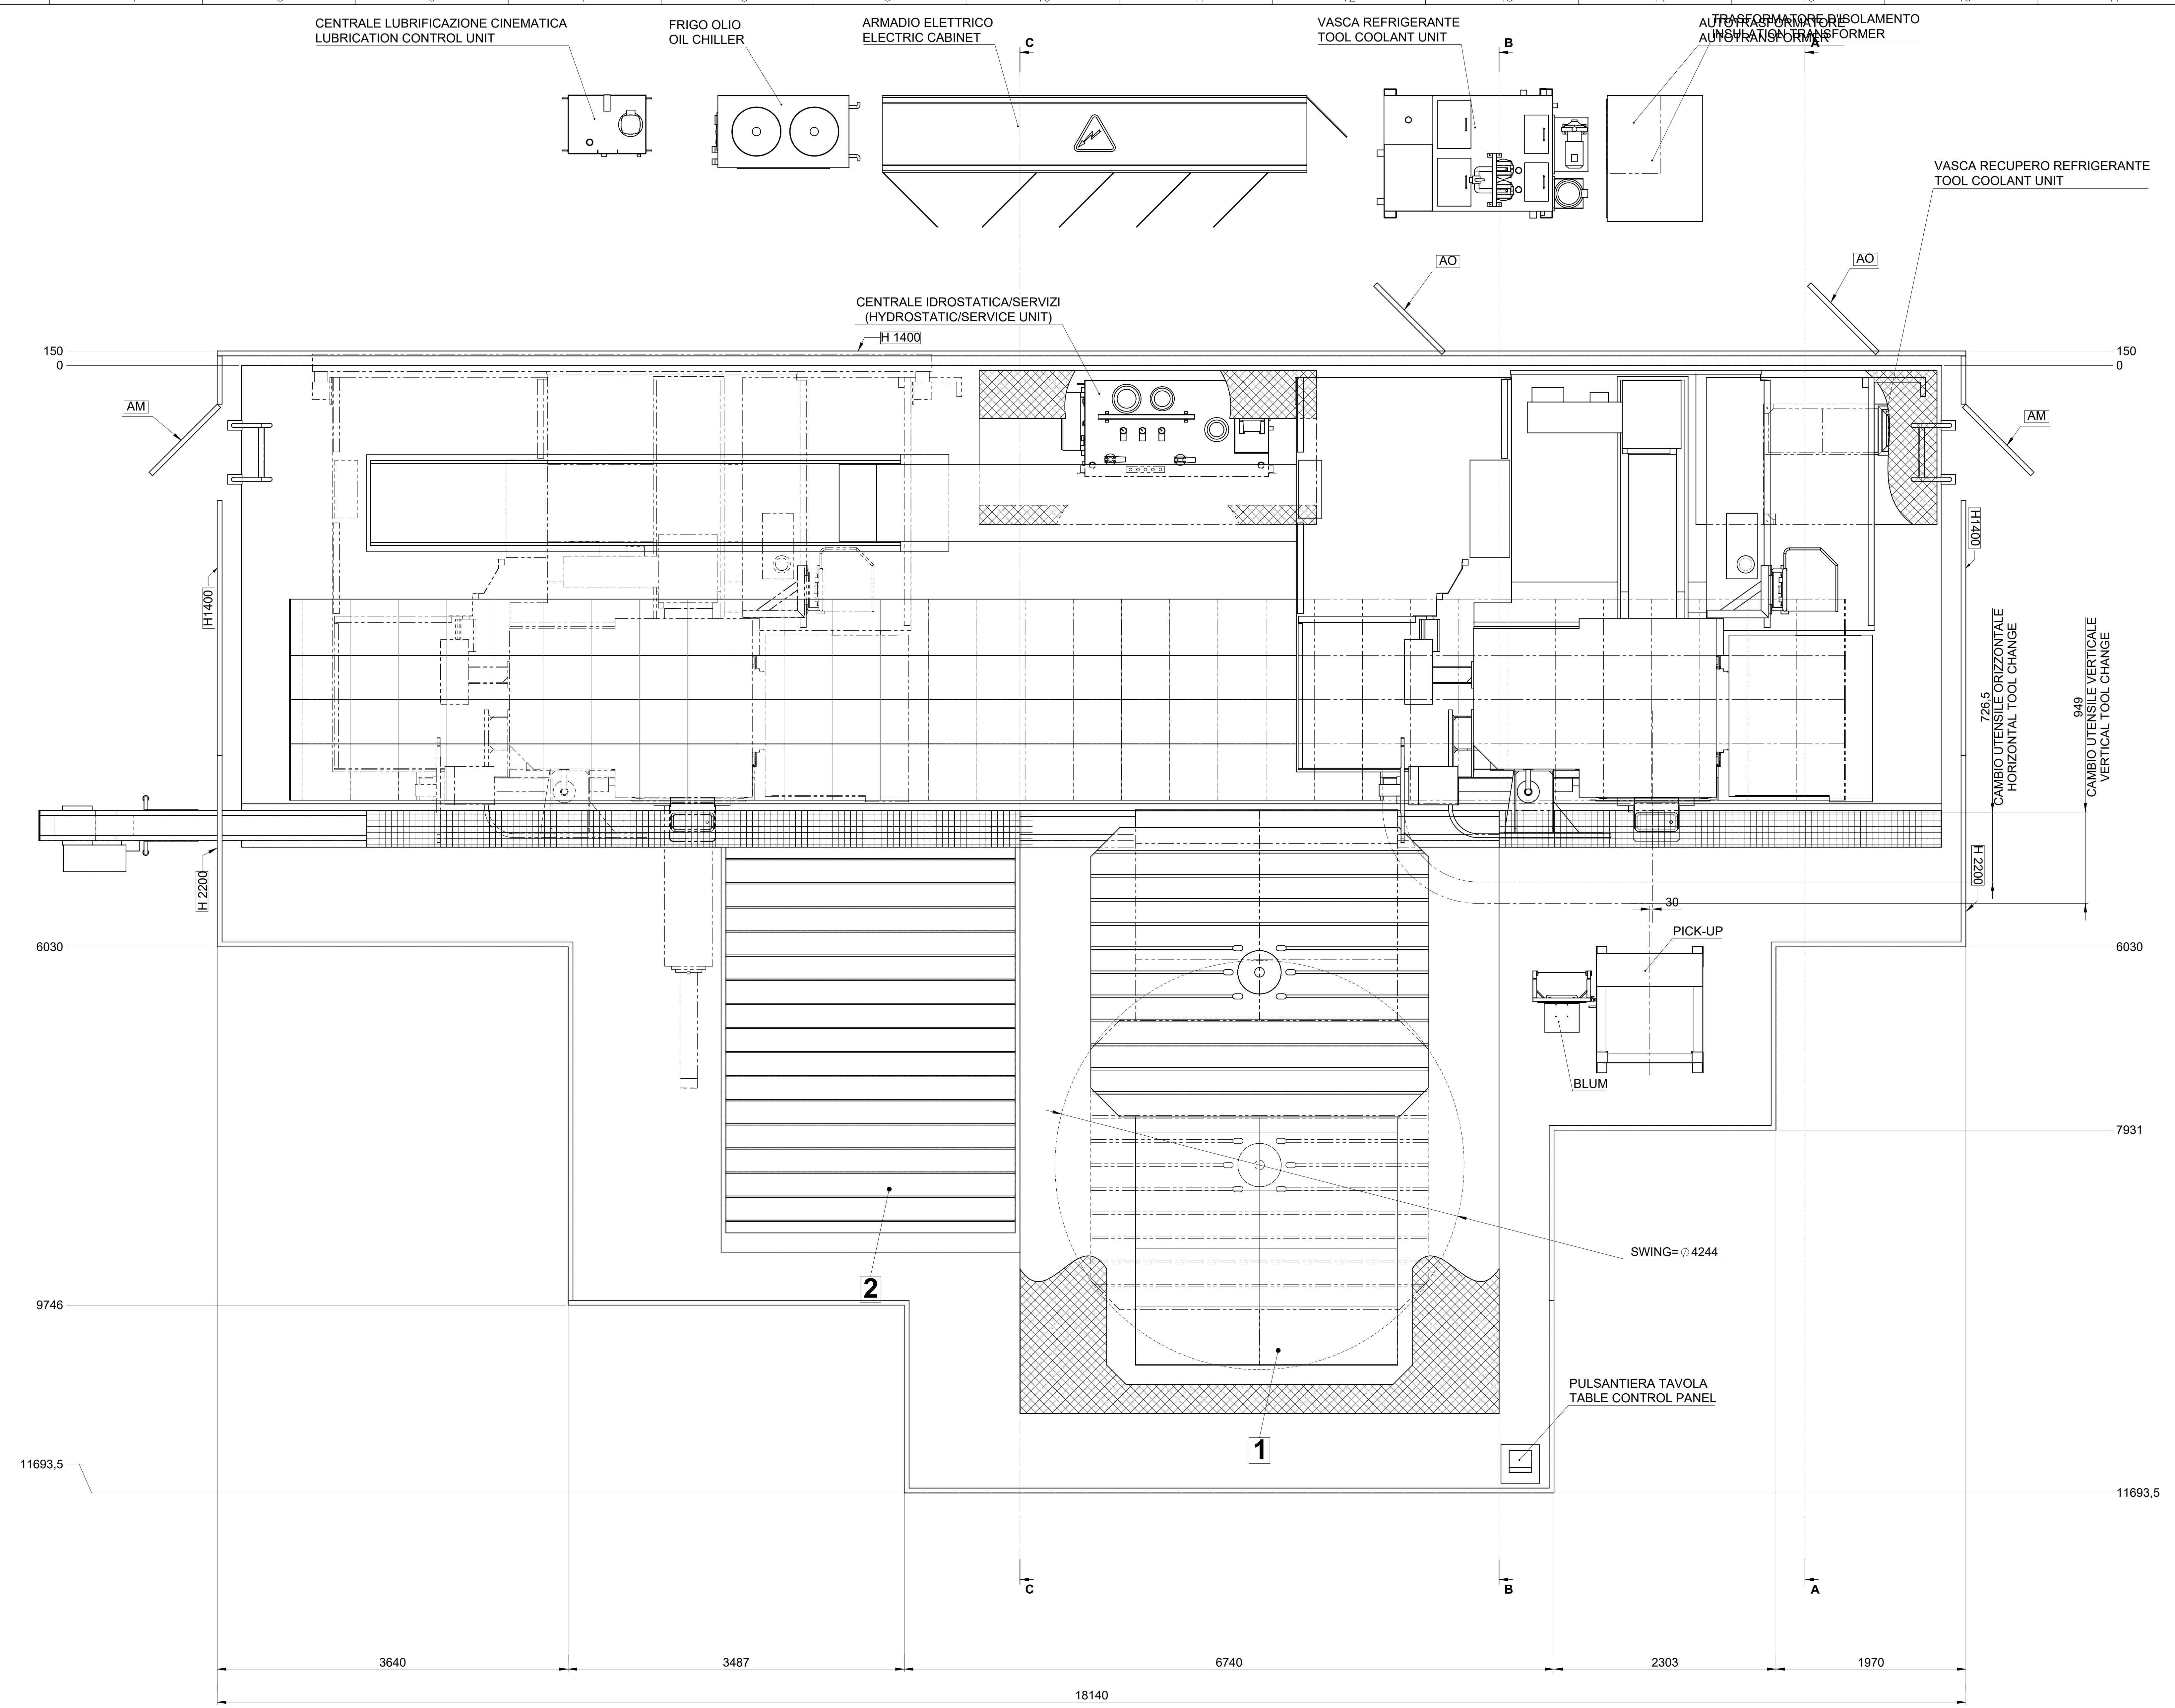 CENTRALE LUBRIFICAZIONE CINEMATICA
LUBRICATION CONTROL UNIT
FRIGO OLIO
OIL CHILLER
ARMADIO ELETTRICO
ELECTRIC CABINET
C
VASCA REFRIGERANTE
TOOL COOLANT UNIT
B
AUTOTRASFORMATORE
AUTOTRANSFORMER
TRASFORMATORE D'ISOLAMENTO
INSULATION TRANSFORMER
A
VASCA RECUPERO REFRIGERANTE
TOOL COOLANT UNIT
AO
AO
CENTRALE IDROSTATICA/SERVIZI
(HYDROSTATIC/SERVICE UNIT)
H 1400
150
0
150
0
AM
AM
H1400
H1400
726,5
CAMBIO UTENSILE ORIZZONTALE
HORIZONTAL TOOL CHANGE
949
CAMBIO UTENSILE VERTICALE
VERTICAL TOOL CHANGE
C
C
H 2200
H 2200
30
PICK-UP
6030
6030
BLUM
7931
SWING= ∅4244
2
9746
PULSANTIERA TAVOLA
TABLE CONTROL PANEL
1
11693,5
11693,5
C
B
A
3640
3487
6740
2303
1970
18140